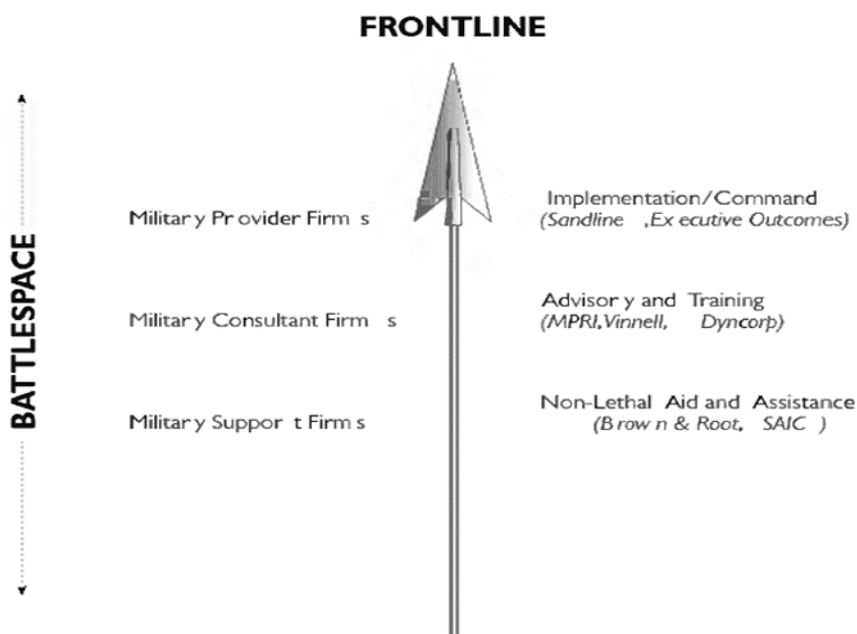 FRONTLINE
BATTLESPACE
Military Provider Firms
Implementation/Command
(Sandline, Executive Outcomes)
Military Consultant Firms
Advisory and Training
(MPRI, Vinnell, Dyncorp)
Military Support Firms
Non-Lethal Aid and Assistance
(Brown & Root, SAIC)